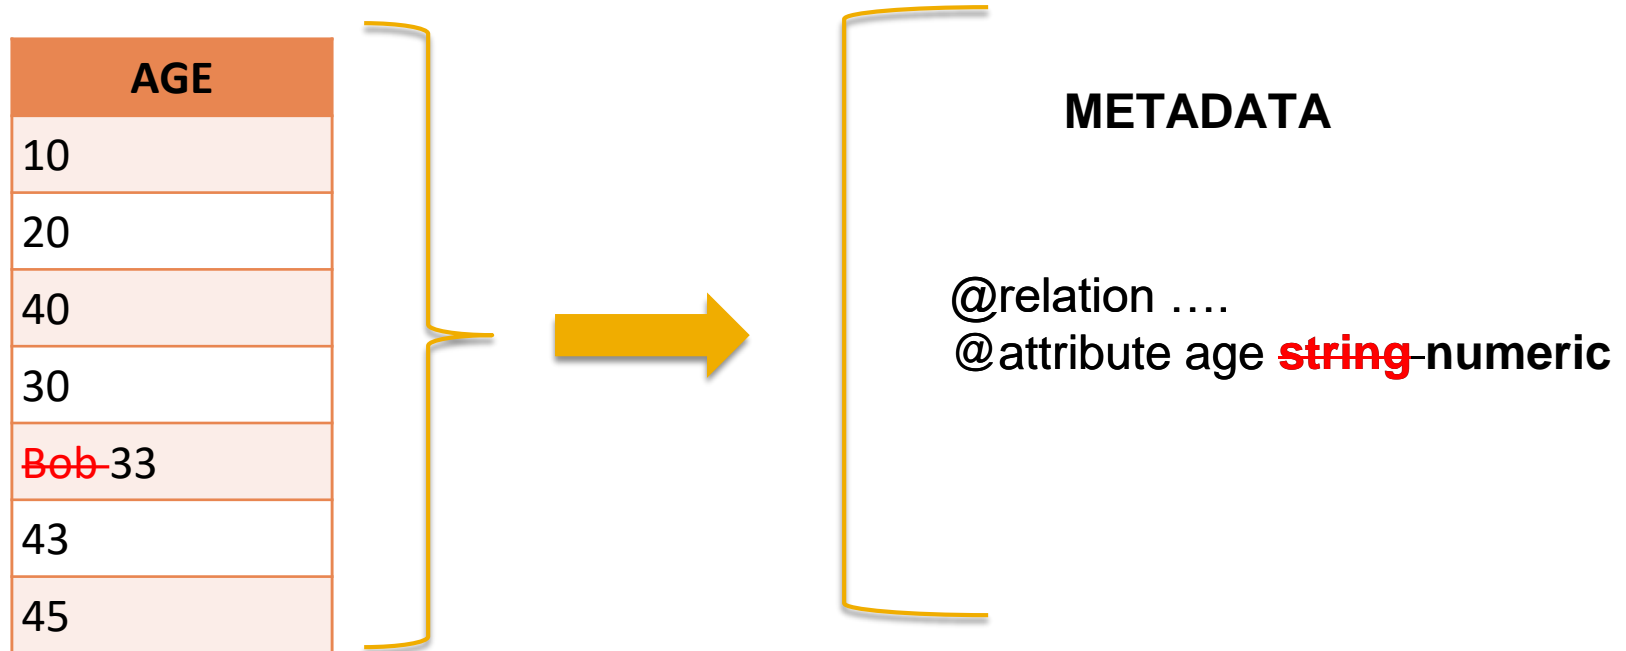 AGE
10
20
40
30
Bob 33
43
45
METADATA
@relation ....
@attribute age string numeric